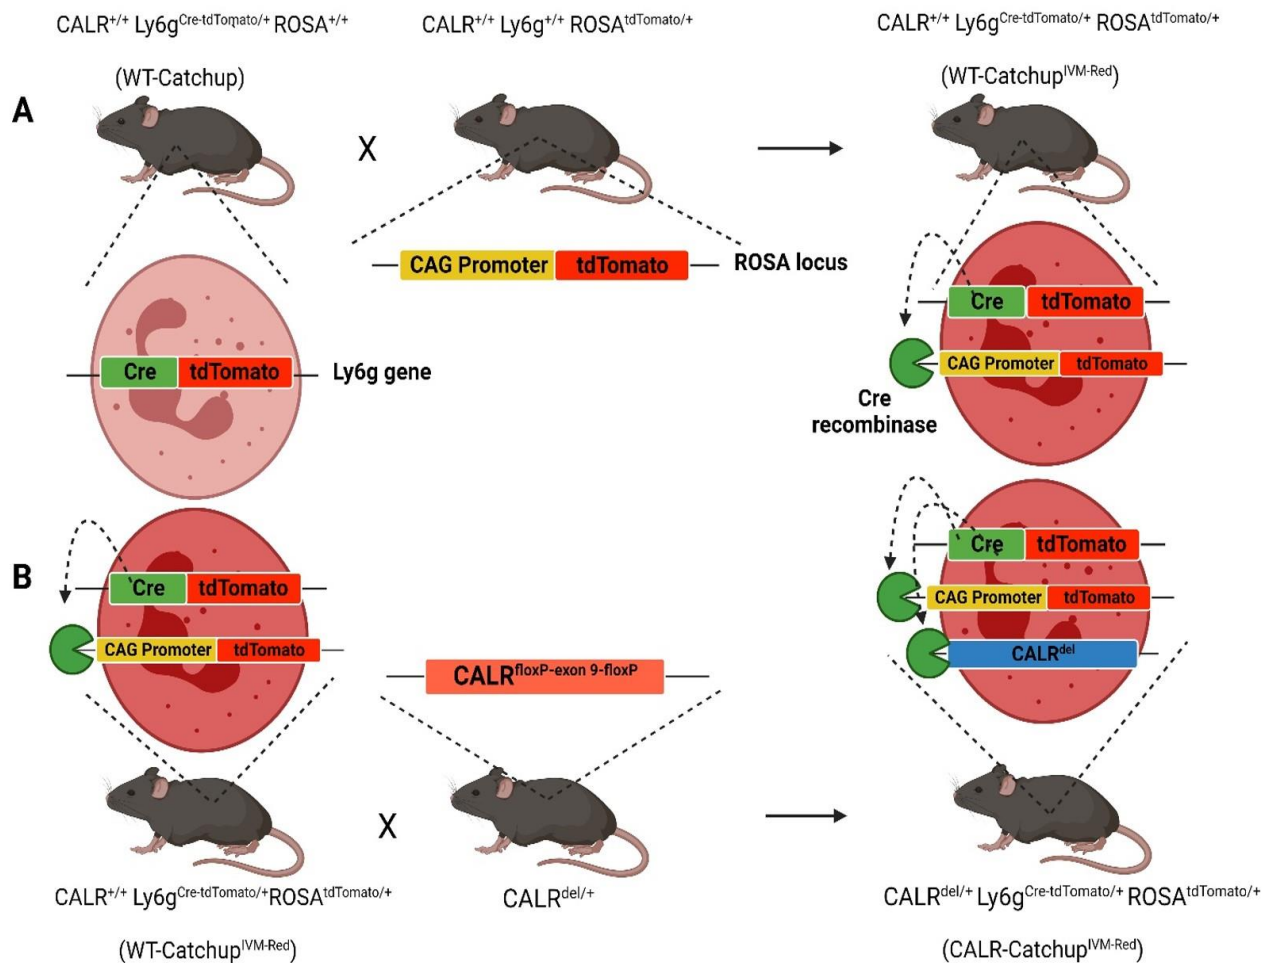 CALR+/+ Ly6gCre-tdTomato/+ ROSA+/+
CALR+/+ Ly6g+/+ ROSAtdTomato/+
CALR+/+ Ly6gCre-tdTomato/+ ROSAtdTomato/+
(WT-Catchup)
(WT-CatchupIVM-Red)
A
X
CAG Promoter tdTomato ROSA locus
Cre tdTomato
CAG Promoter tdTomato
Cre
recombinase
Cre tdTomato Ly6g gene
B
Cre tdTomato
CAG Promoter tdTomato
CALRfloxP-exon 9-floxP
Cre tdTomato
CAG Promoter tdTomato
CALRdel
X
CALR+/+ Ly6gCre-tdTomato/+ROSAtdTomato/+
CALRdel/+
CALRdel/+ Ly6gCre-tdTomato/+ ROSAtdTomato/+
(WT-CatchupIVM-Red)
(CALR-CatchupIVM-Red)